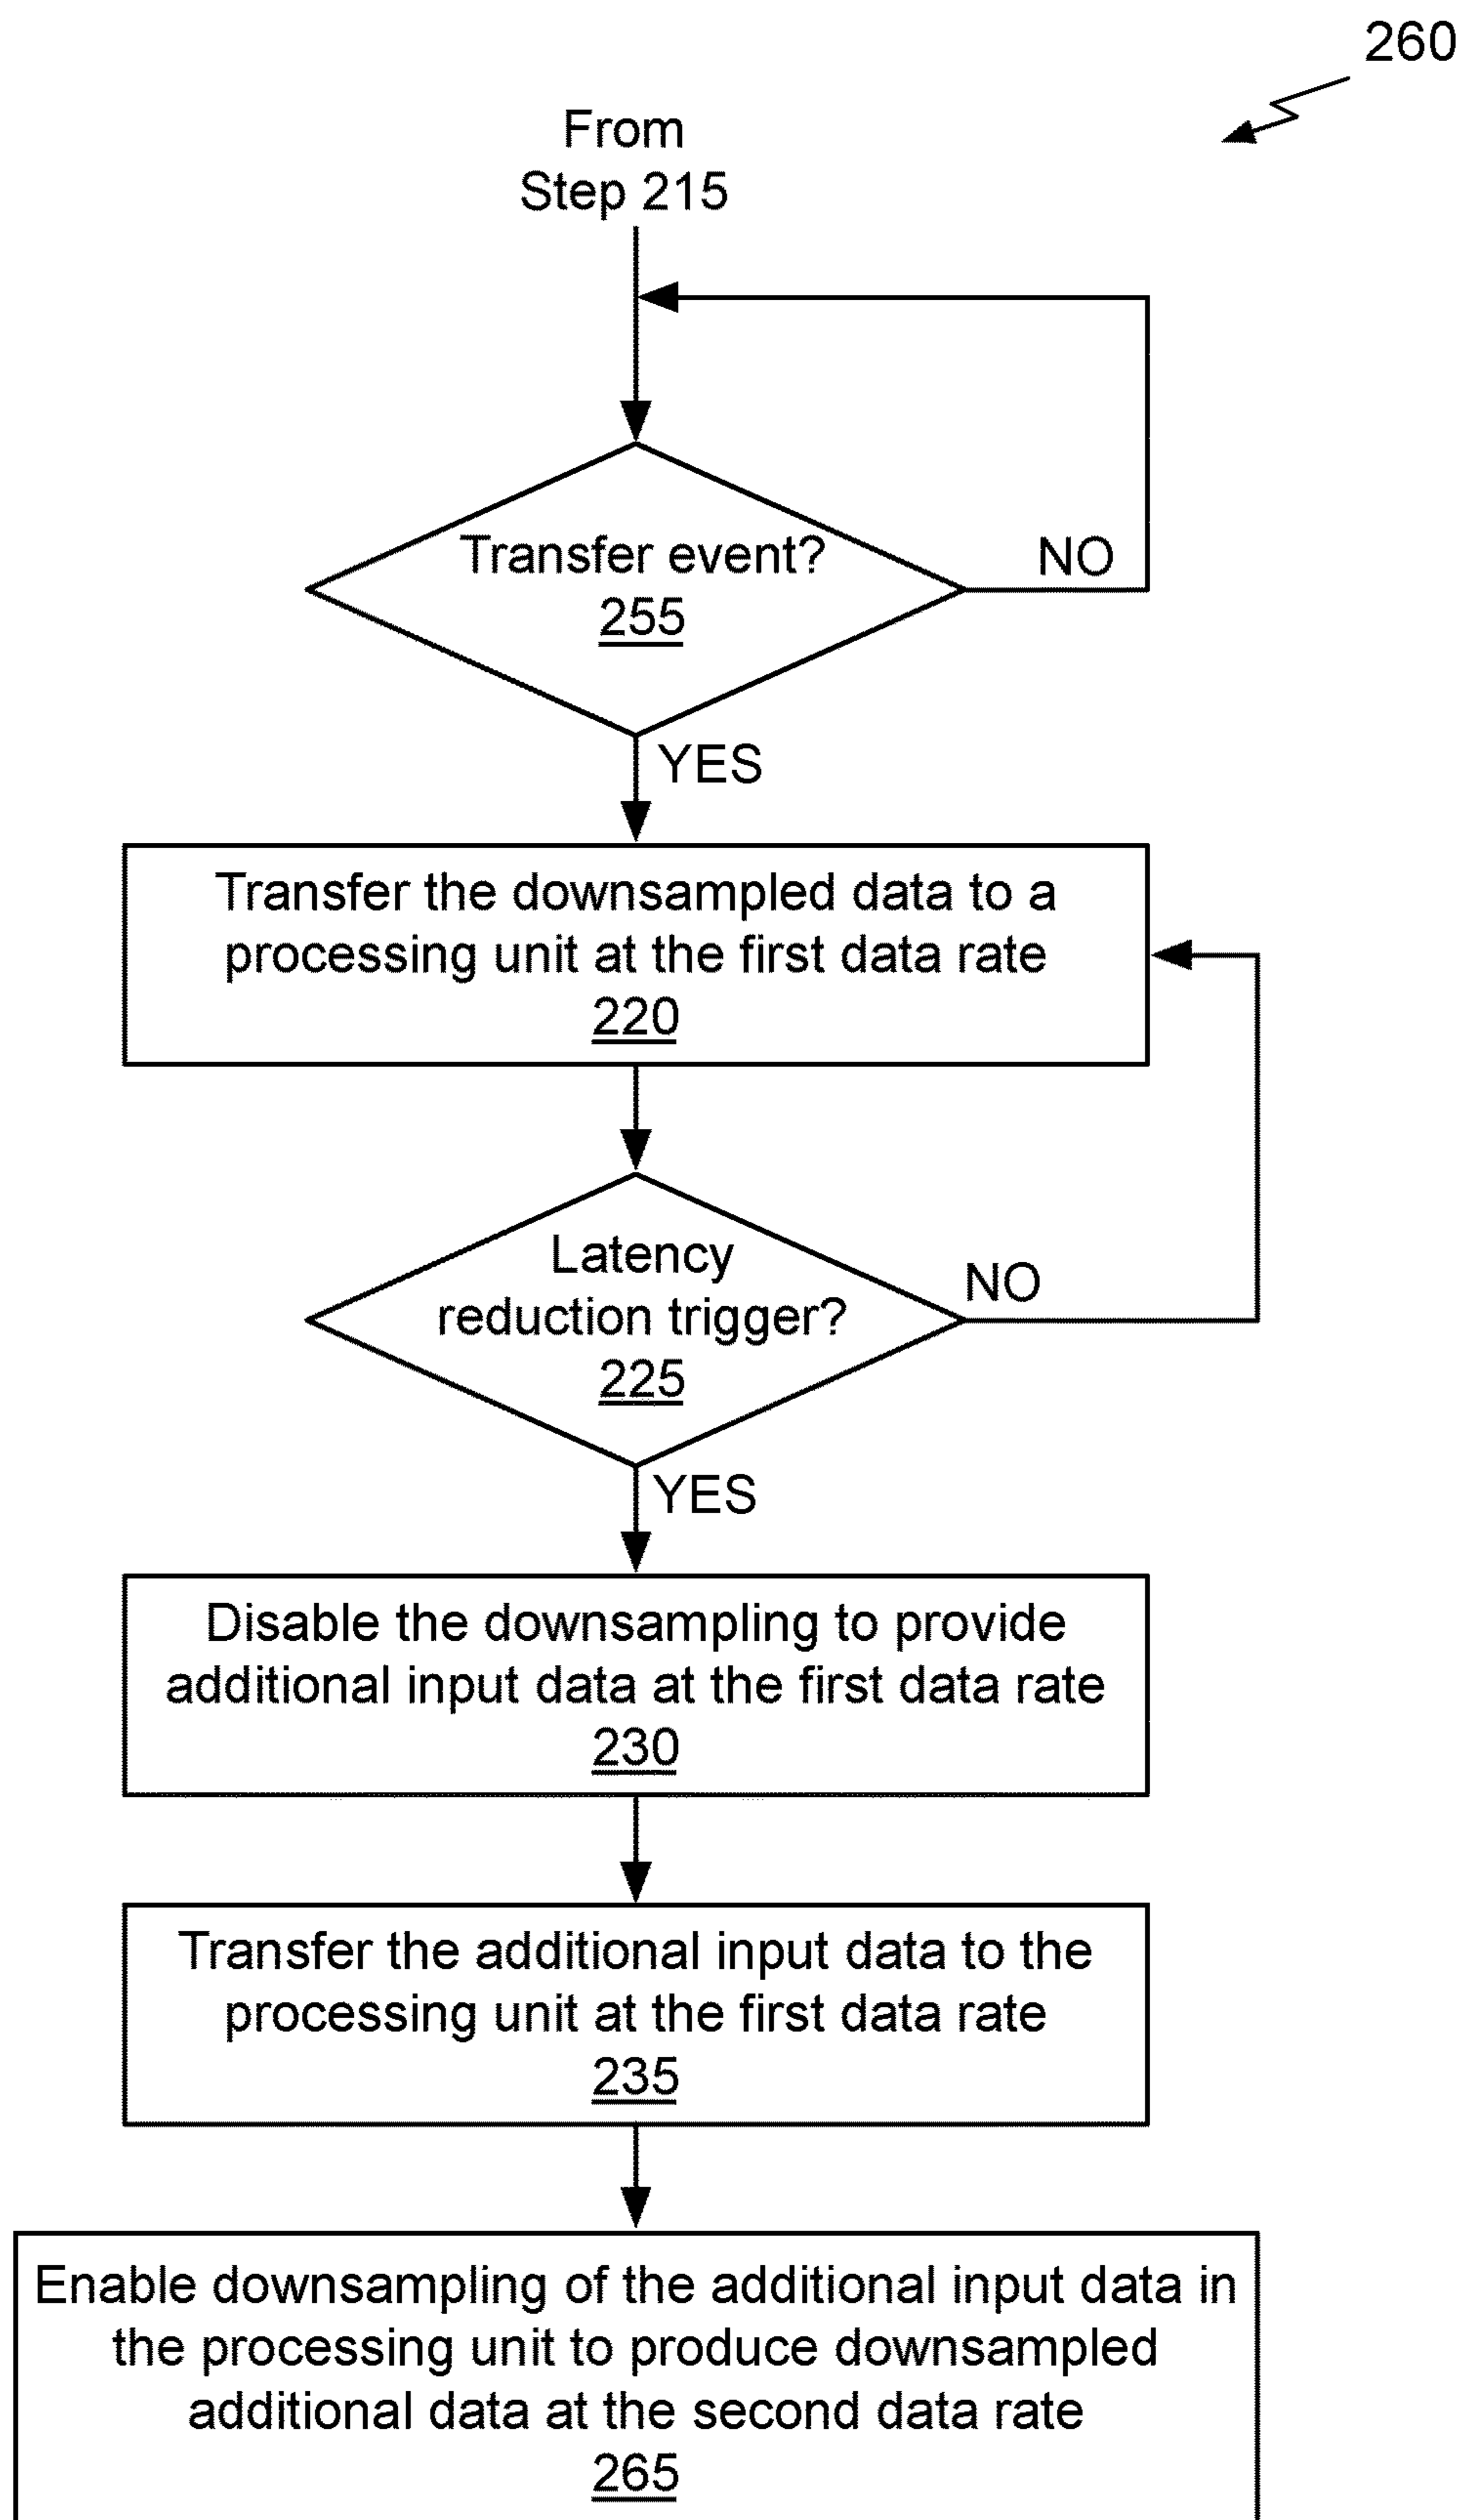 260
From
Step 215
Transfer event?
255
NO
YES
Transfer the downsampled data to a
processing unit at the first data rate
220
Latency
reduction trigger?
225
NO
YES
Disable the downsampling to provide
additional input data at the first data rate
230
Transfer the additional input data to the
processing unit at the first data rate
235
Enable downsampling of the additional input data in
the processing unit to produce downsampled
additional data at the second data rate
265